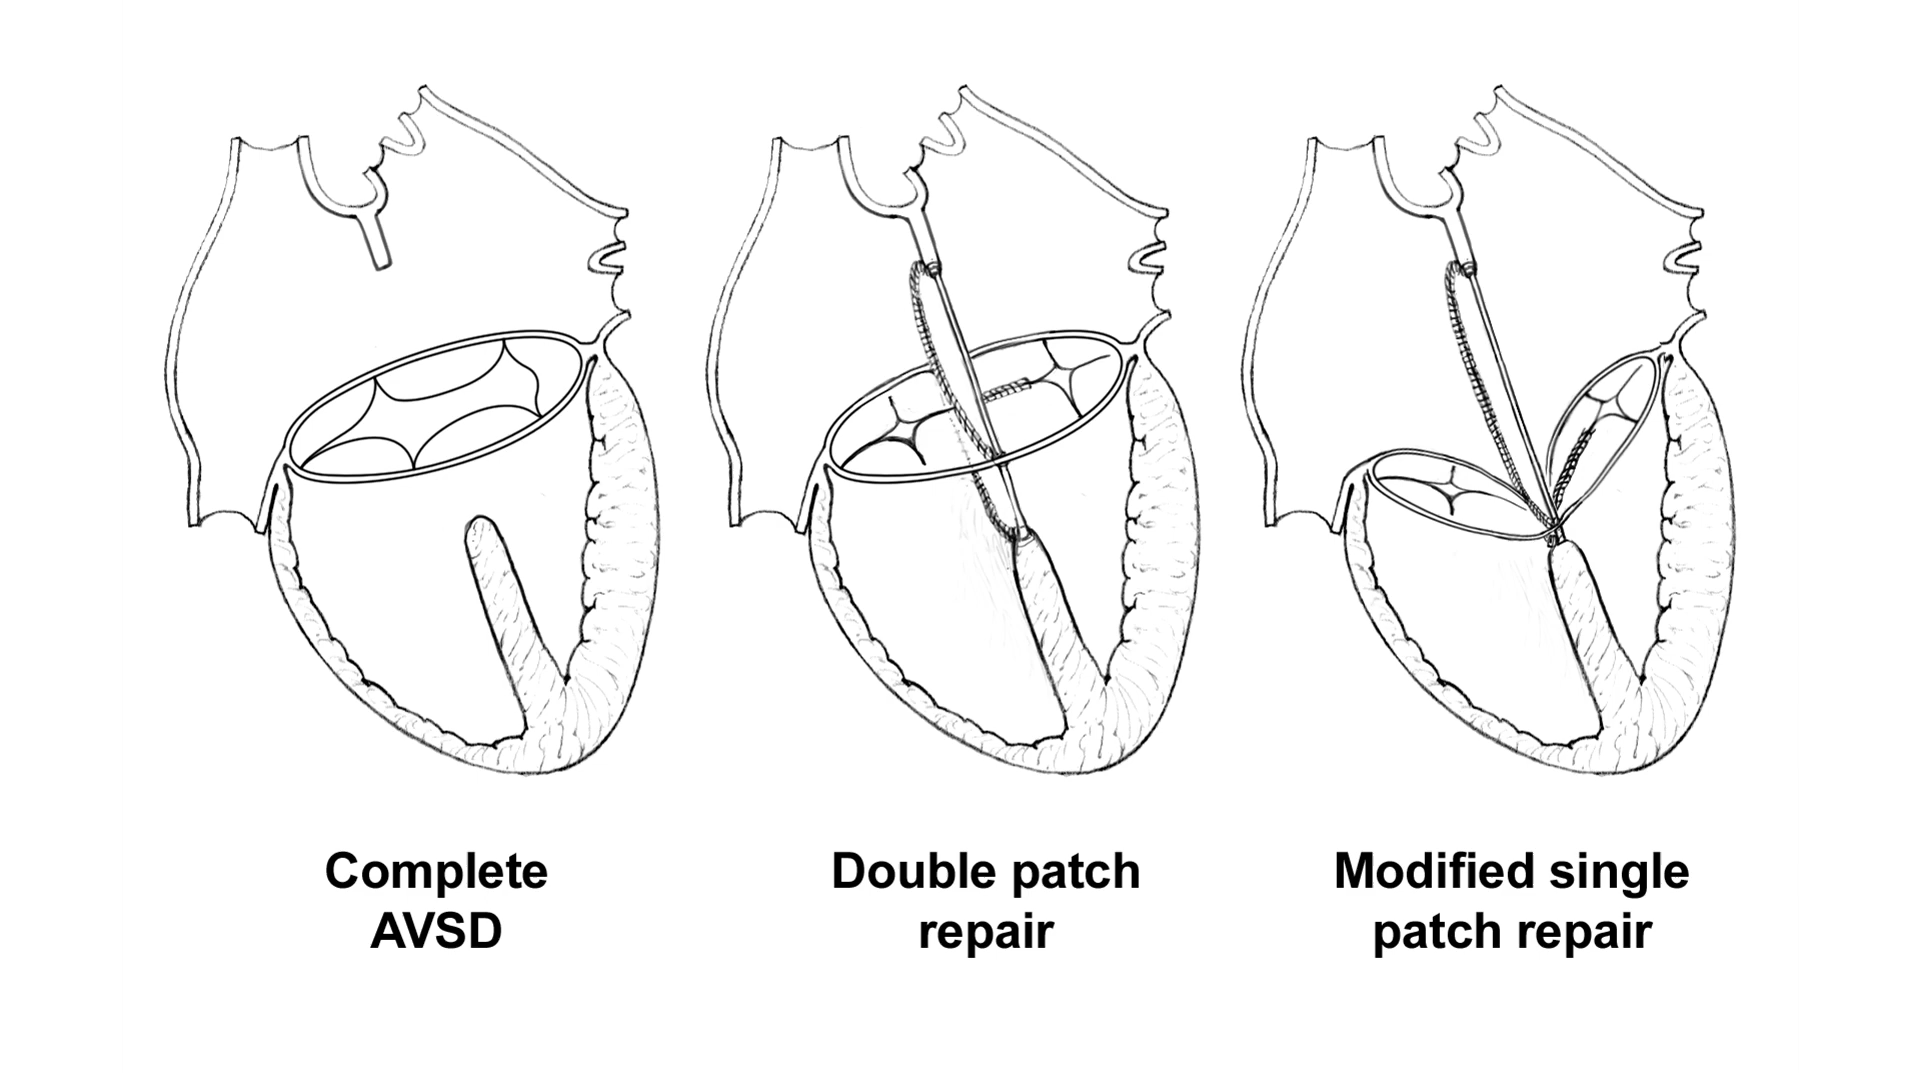 Complete
AVSD
Double patch
repair
Modified single
patch repair